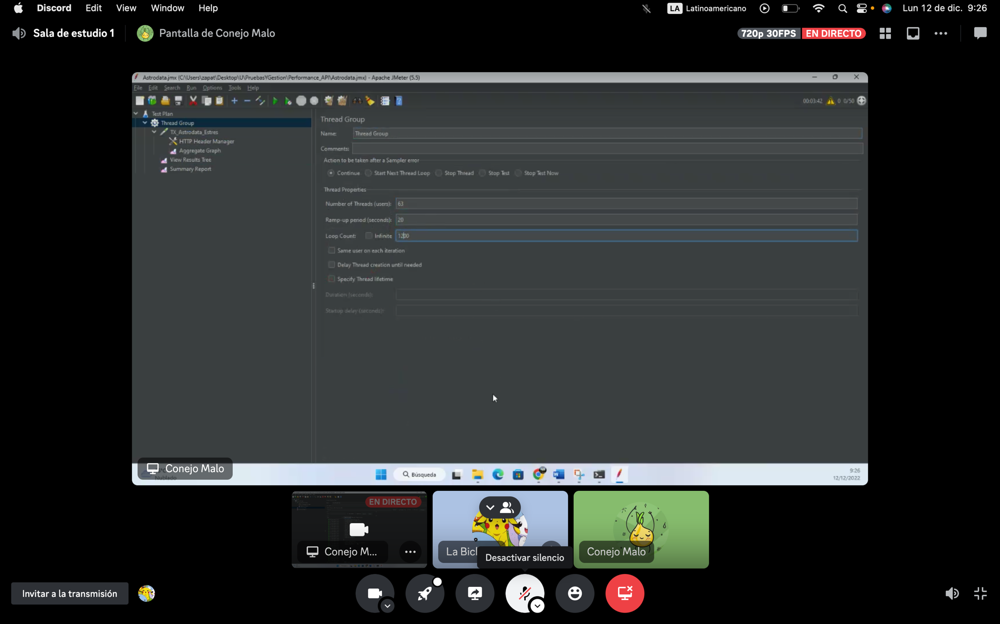 Discord Edit View Window Help
LA Latinoamericano Lun 12 de dic. 9:26
Sala de estudio 1 Pantalla de Conejo Malo 720p 30FPS EN DIRECTO
Astrodata.jmx (C:\Users\zapat\Desktop\U\PruebasYGestion\Performance_API\Astrodata.jmx) - Apache JMeter (5.5)
File Edit Search Run Options Tools Help
00:03:42 0 0/50
Test Plan
Thread Group
TX_Astrodata_Estres
HTTP Header Manager
Aggregate Graph
View Results Tree
Summary Report
Thread Group
Name: Thread Group
Comments:
Action to be taken after a Sampler error
Continue Start Next Thread Loop Stop Thread Stop Test Stop Test Now
Thread Properties
Number of Threads (users): 63
Ramp-up period (seconds): 20
Loop Count: Infinite 1200
Same user on each iteration
Delay Thread creation until needed
Specify Thread lifetime
Duration (seconds):
Startup delay (seconds):
Conejo Malo
Nublado
Búsqueda
9:26
12/12/2022
EN DIRECTO
Conejo M...
La Bicl
Desactivar silencio
Conejo Malo
Invitar a la transmisión